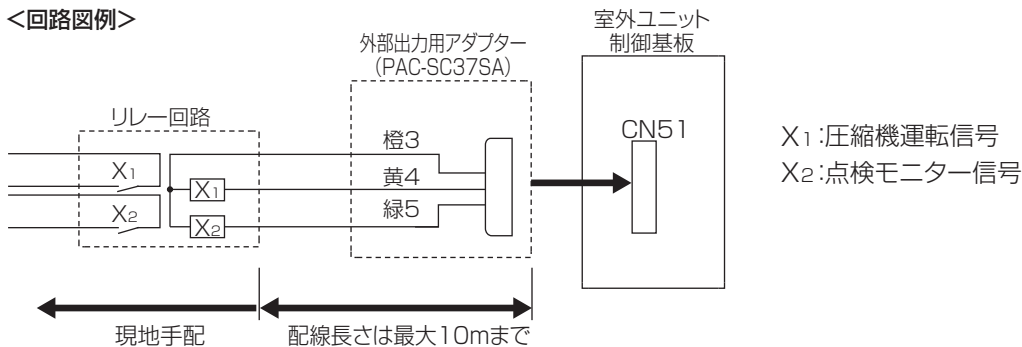 ＜回路図例＞
室外ユニット
制御基板
外部出力用アダプター
（PAC-SC37SA）
リレー回路
橙3
CN51
X1：圧縮機運転信号
X1
X1
黄4
X2：点検モニター信号
X2
X2
緑5
現地手配
配線長さは最大10mまで